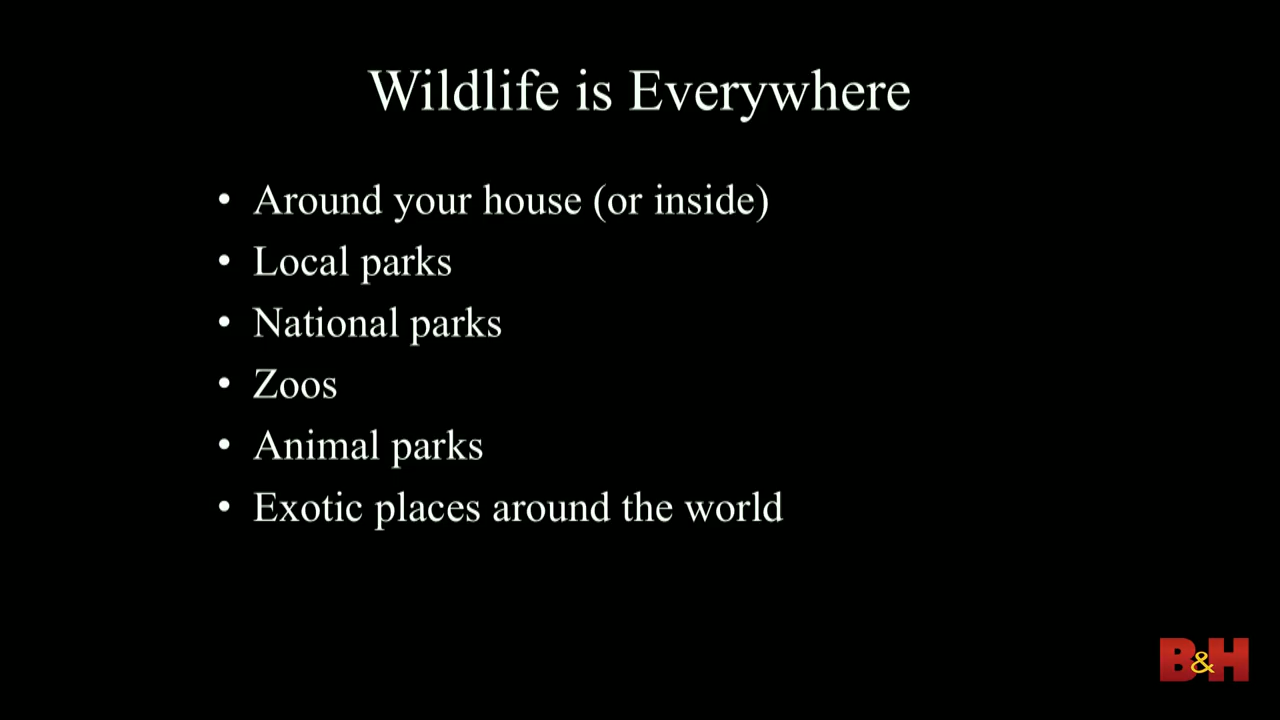 Wildlife is Everywhere
• Around your house (or inside)
• Local parks
• National parks
• Zoos
• Animal parks
• Exotic places around the world
B&H